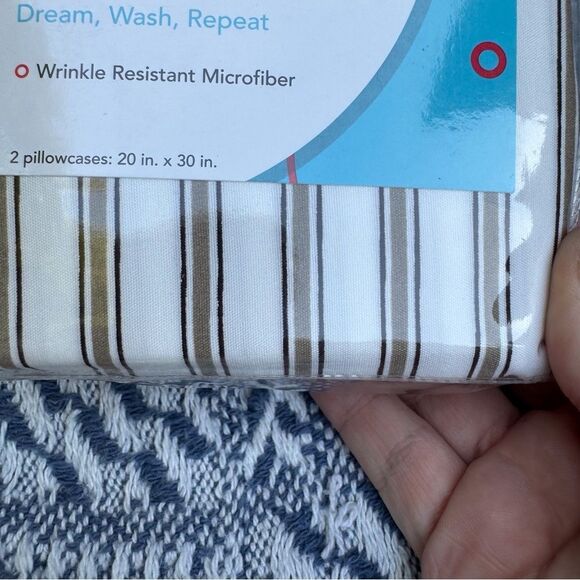 Dream, Wash, Repeat
Wrinkle Resistant Microfiber
2 pillowcases: 20 in. x 30 in.